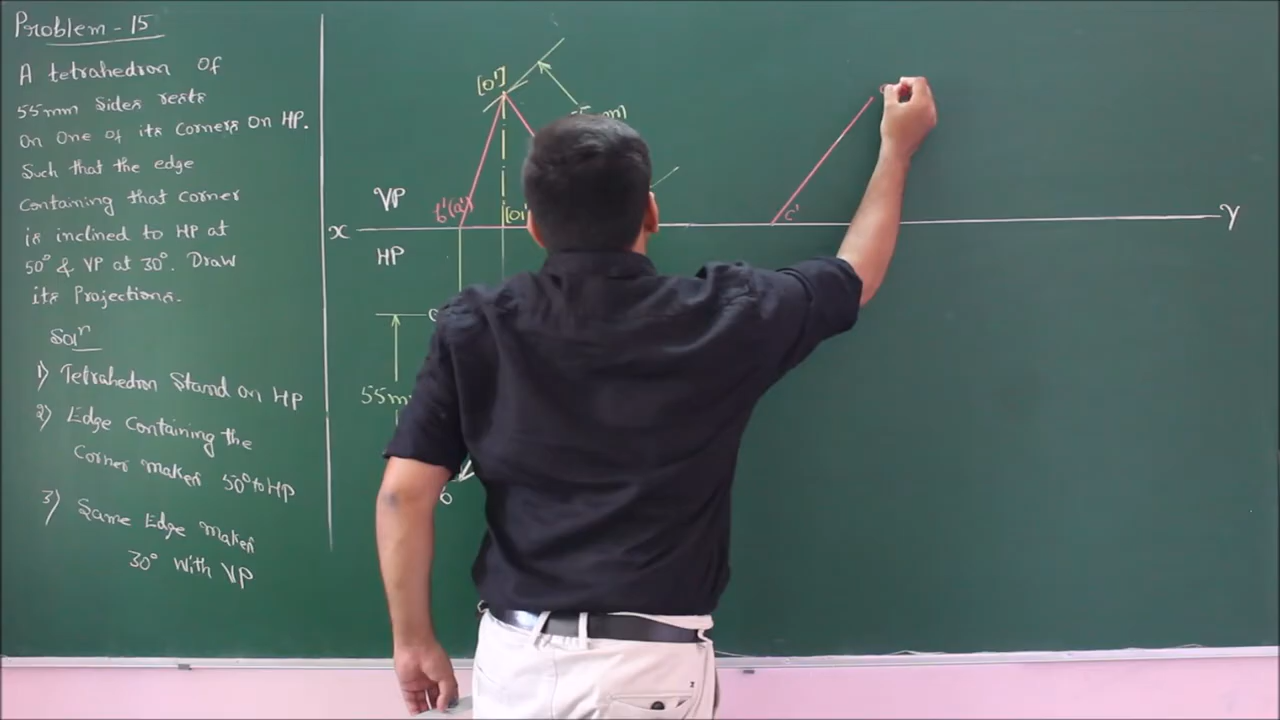 Problem - 15
A tetrahedron of
55mm Sides rests
On One of its Corners On HP.
Such that the edge
Containing that corner
is inclined to HP at
50° & VP at 30°. Draw
its Projections.
Solⁿ
1) Tetrahedron Stand on HP
2) Edge Containing the
Corner makes 50° to HP
3) Same Edge makes
30° with VP
[o']
VP
b'(a')
[o1'
c'
X
Y
HP
55m
b